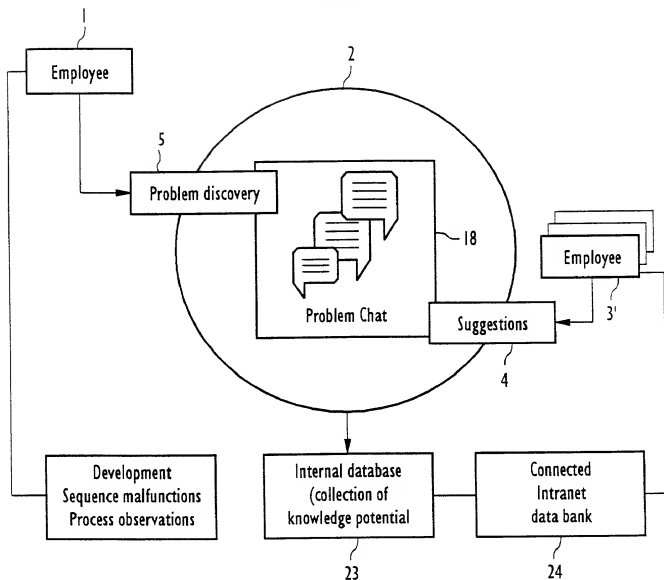 1
Employee
2
5
Problem discovery
18
Employee
Problem Chat
3'
Suggestions
4
Development
Sequence malfunctions
Process observations
Internal database
(collection of
knowledge potential
Connected
Intranet
data bank
23
24